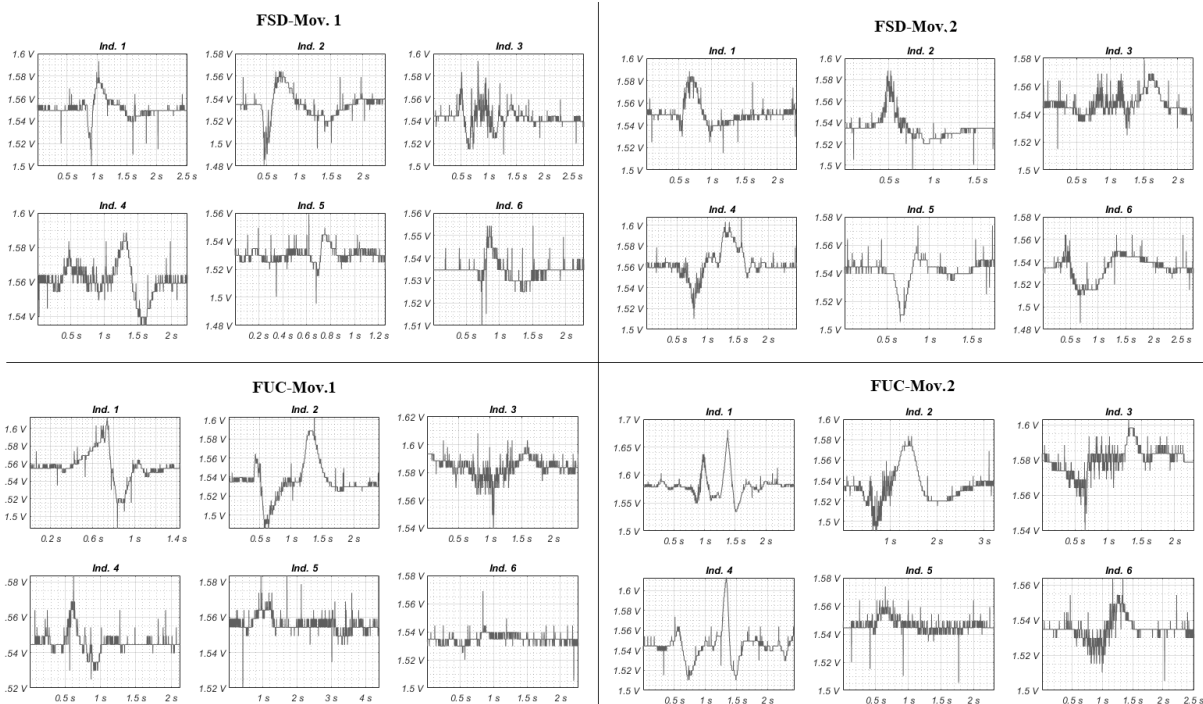 FSD-Mov. 1
Ind. 1
1.6 V
1.58 V
1.56 V
1.54 V
1.52 V
1.5 V
0.5 s 1 s 1.5 s 2 s 2.5 s
Ind. 2
1.58 V
1.56 V
1.54 V
1.52 V
1.5 V
1.48 V
0.5 s 1 s 1.5 s 2 s
Ind. 3
1.6 V
1.58 V
1.56 V
1.54 V
1.52 V
1.5 V
0.5 s 1 s 1.5 s 2 s 2.5 s
Ind. 4
1.6 V
1.58 V
1.56 V
1.54 V
0.5 s 1 s 1.5 s 2 s
Ind. 5
1.56 V
1.54 V
1.52 V
1.5 V
1.48 V
0.2 s 0.4 s 0.6 s 0.8 s 1 s 1.2 s
Ind. 6
1.56 V
1.55 V
1.54 V
1.53 V
1.52 V
1.51 V
0.5 s 1 s 1.5 s 2 s
FSD-Mov.2
Ind. 1
1.6 V
1.58 V
1.56 V
1.54 V
1.52 V
1.5 V
0.5 s 1 s 1.5 s 2 s
Ind. 2
1.6 V
1.58 V
1.56 V
1.54 V
1.52 V
1.5 V
0.5 s 1 s 1.5 s
Ind. 3
1.58 V
1.56 V
1.54 V
1.52 V
1.5 V
0.5 s 1 s 1.5 s 2 s
Ind. 4
1.6 V
1.58 V
1.56 V
1.54 V
1.52 V
1.5 V
0.5 s 1 s 1.5 s 2 s
Ind. 5
1.58 V
1.56 V
1.54 V
1.52 V
1.5 V
0.5 s 1 s 1.5 s
Ind. 6
1.58 V
1.56 V
1.54 V
1.52 V
1.5 V
1.48 V
0.5 s 1 s 1.5 s 2 s 2.5 s
FUC-Mov.1
Ind. 1
1.6 V
1.58 V
1.56 V
1.54 V
1.52 V
1.5 V
0.2 s 0.6 s 1 s 1.4 s
Ind. 2
1.6 V
1.58 V
1.56 V
1.54 V
1.52 V
1.5 V
0.5 s 1 s 1.5 s 2 s
Ind. 3
1.62 V
1.6 V
1.58 V
1.56 V
1.54 V
0.5 s 1 s 1.5 s 2 s
Ind. 4
1.58 V
1.56 V
1.54 V
1.52 V
0.5 s 1 s 1.5 s 2 s
Ind. 5
1.58 V
1.56 V
1.54 V
1.52 V
1 s 2 s 3 s 4 s
Ind. 6
1.58 V
1.56 V
1.54 V
1.52 V
1.5 V
0.5 s 1 s 1.5 s 2 s
FUC-Mov.2
Ind. 1
1.7 V
1.65 V
1.6 V
1.55 V
1.5 V
0.5 s 1 s 1.5 s 2 s
Ind. 2
1.6 V
1.58 V
1.56 V
1.54 V
1.52 V
1.5 V
1 s 2 s 3 s
Ind. 3
1.6 V
1.58 V
1.56 V
1.54 V
0.5 s 1 s 1.5 s 2 s
Ind. 4
1.6 V
1.58 V
1.56 V
1.54 V
1.52 V
1.5 V
0.5 s 1 s 1.5 s 2 s
Ind. 5
1.58 V
1.56 V
1.54 V
1.52 V
1.5 V
0.5 s 1 s 1.5 s 2 s
Ind. 6
1.56 V
1.54 V
1.52 V
1.5 V
0.5 s 1 s 1.5 s 2 s 2.5 s